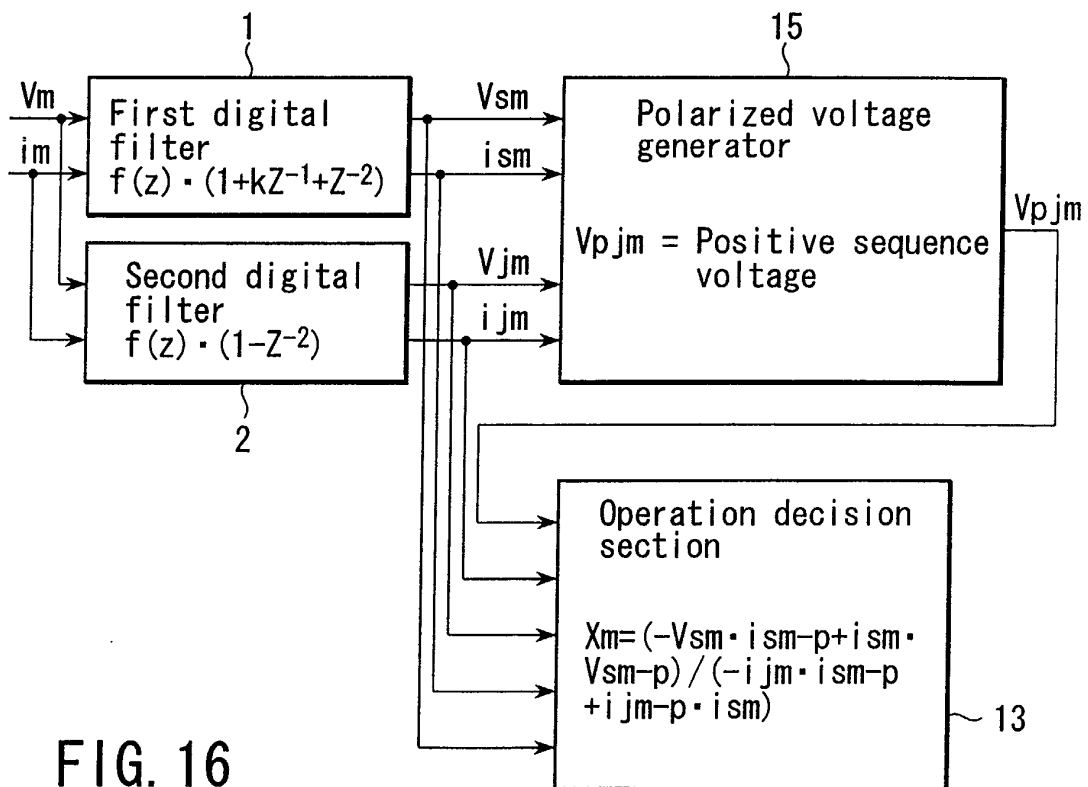 1
15
Vm
im
First digital
filter
f(z)・(1+kZ⁻¹+Z⁻²)
Vsm
ism
Polarized voltage
generator
Vpjm = Positive sequence
voltage
Vpjm
Second digital
filter
f(z)・(1-Z⁻²)
Vjm
ijm
2
Operation decision
section
Xm=(-Vsm・ism-p+ism・
Vsm-p)/(-ijm・ism-p
+ijm-p・ism)
13
FIG. 16